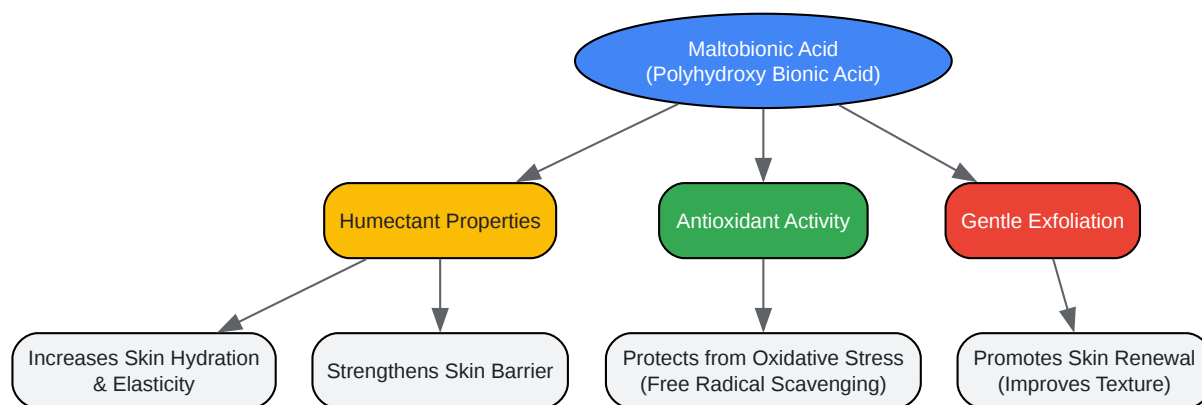 Maltobionic Acid
(Polyhydroxy Bionic Acid)
Humectant Properties
Antioxidant Activity
Gentle Exfoliation
Increases Skin Hydration
& Elasticity
Strengthens Skin Barrier
Protects from Oxidative Stress
(Free Radical Scavenging)
Promotes Skin Renewal
(Improves Texture)